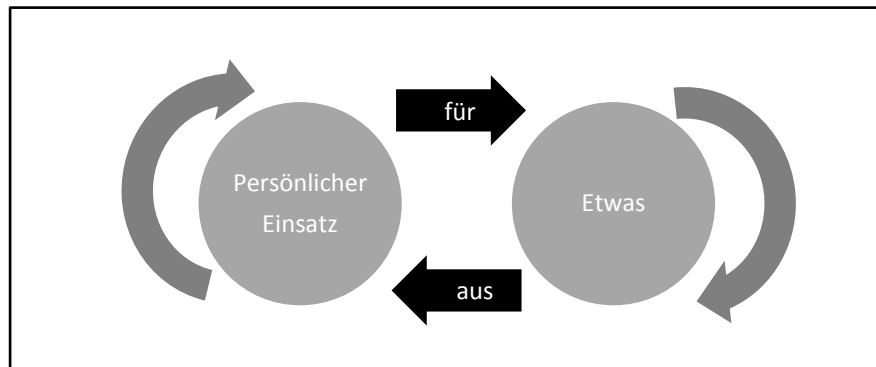 für
Persönlicher
Einsatz
Etwas
aus